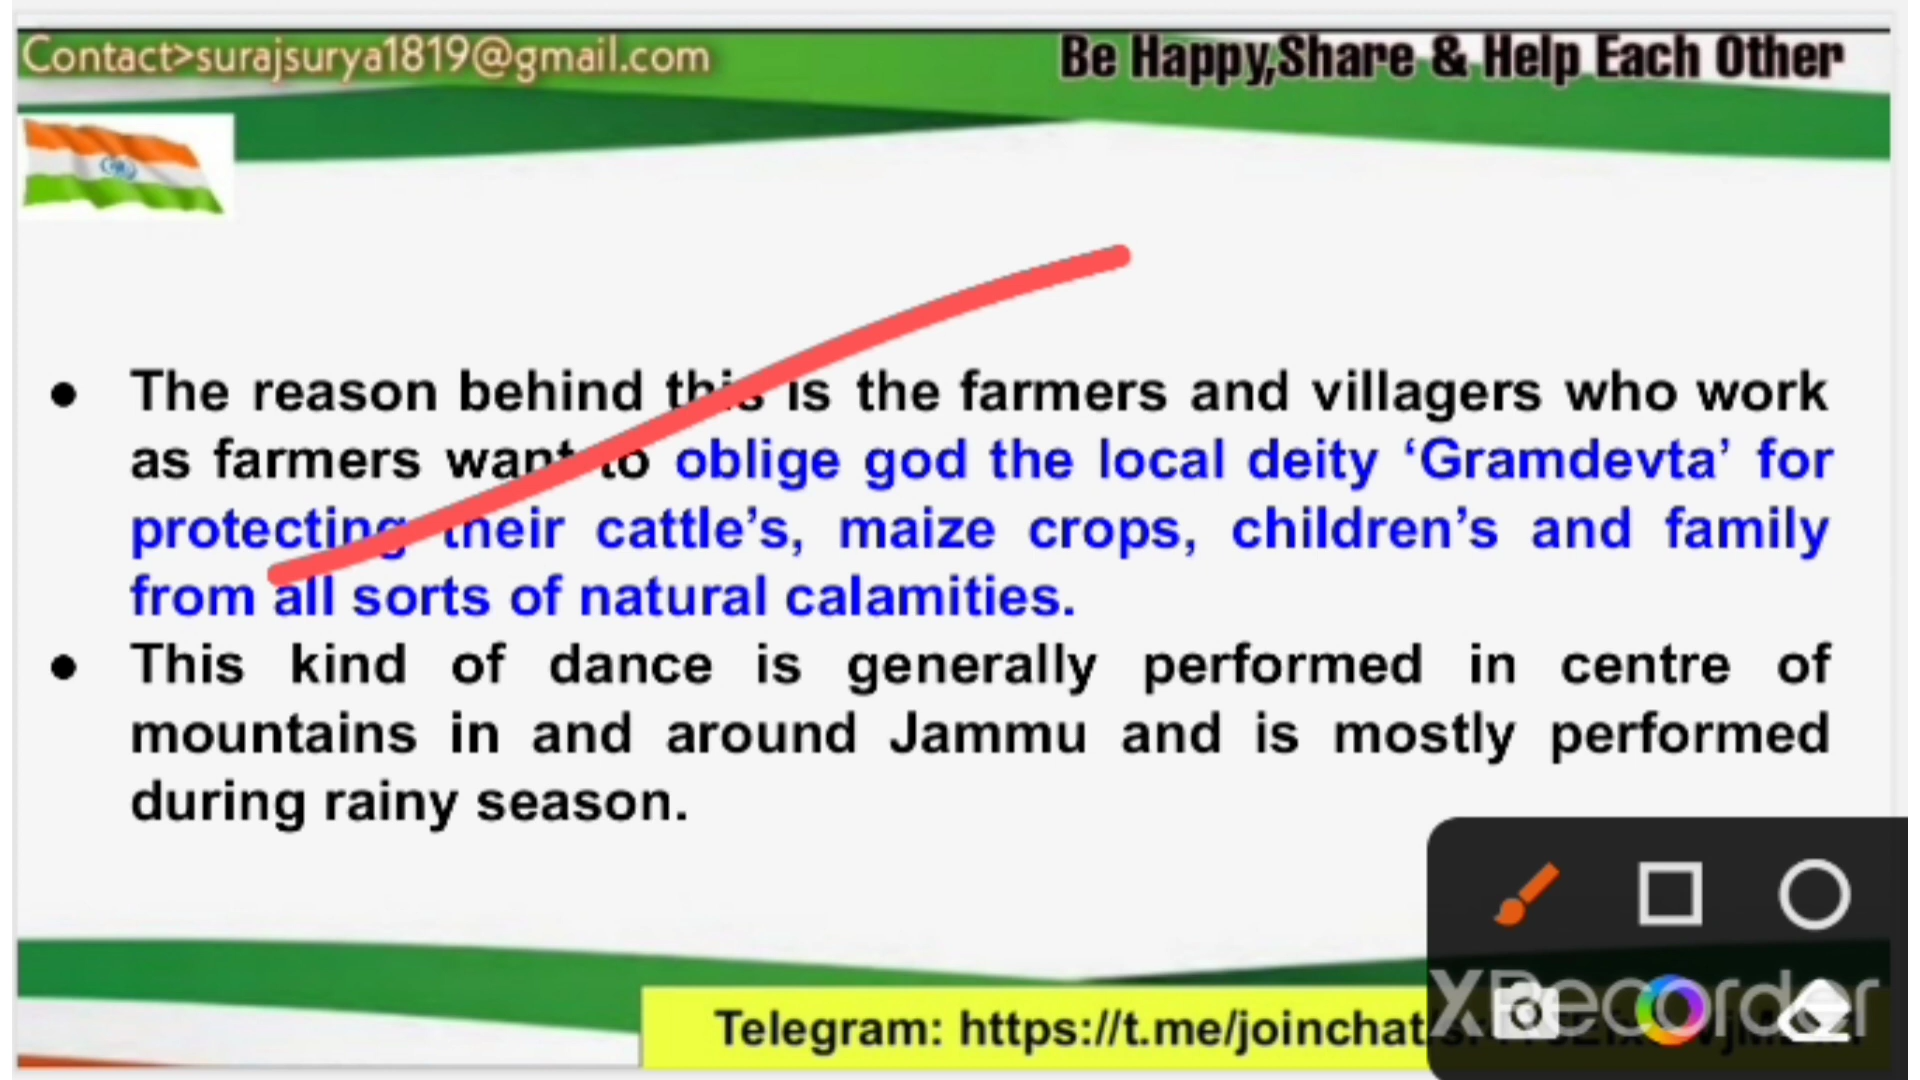 Contact>surajsurya1819@gmail.com
Be Happy,Share & Help Each Other
● The reason behind this is the farmers and villagers who work
as farmers want to oblige god the local deity ‘Gramdevta’ for
protecting their cattle’s, maize crops, children’s and family
from all sorts of natural calamities.
● This kind of dance is generally performed in centre of
mountains in and around Jammu and is mostly performed
during rainy season.
Telegram: https://t.me/joinchat
XRecorder